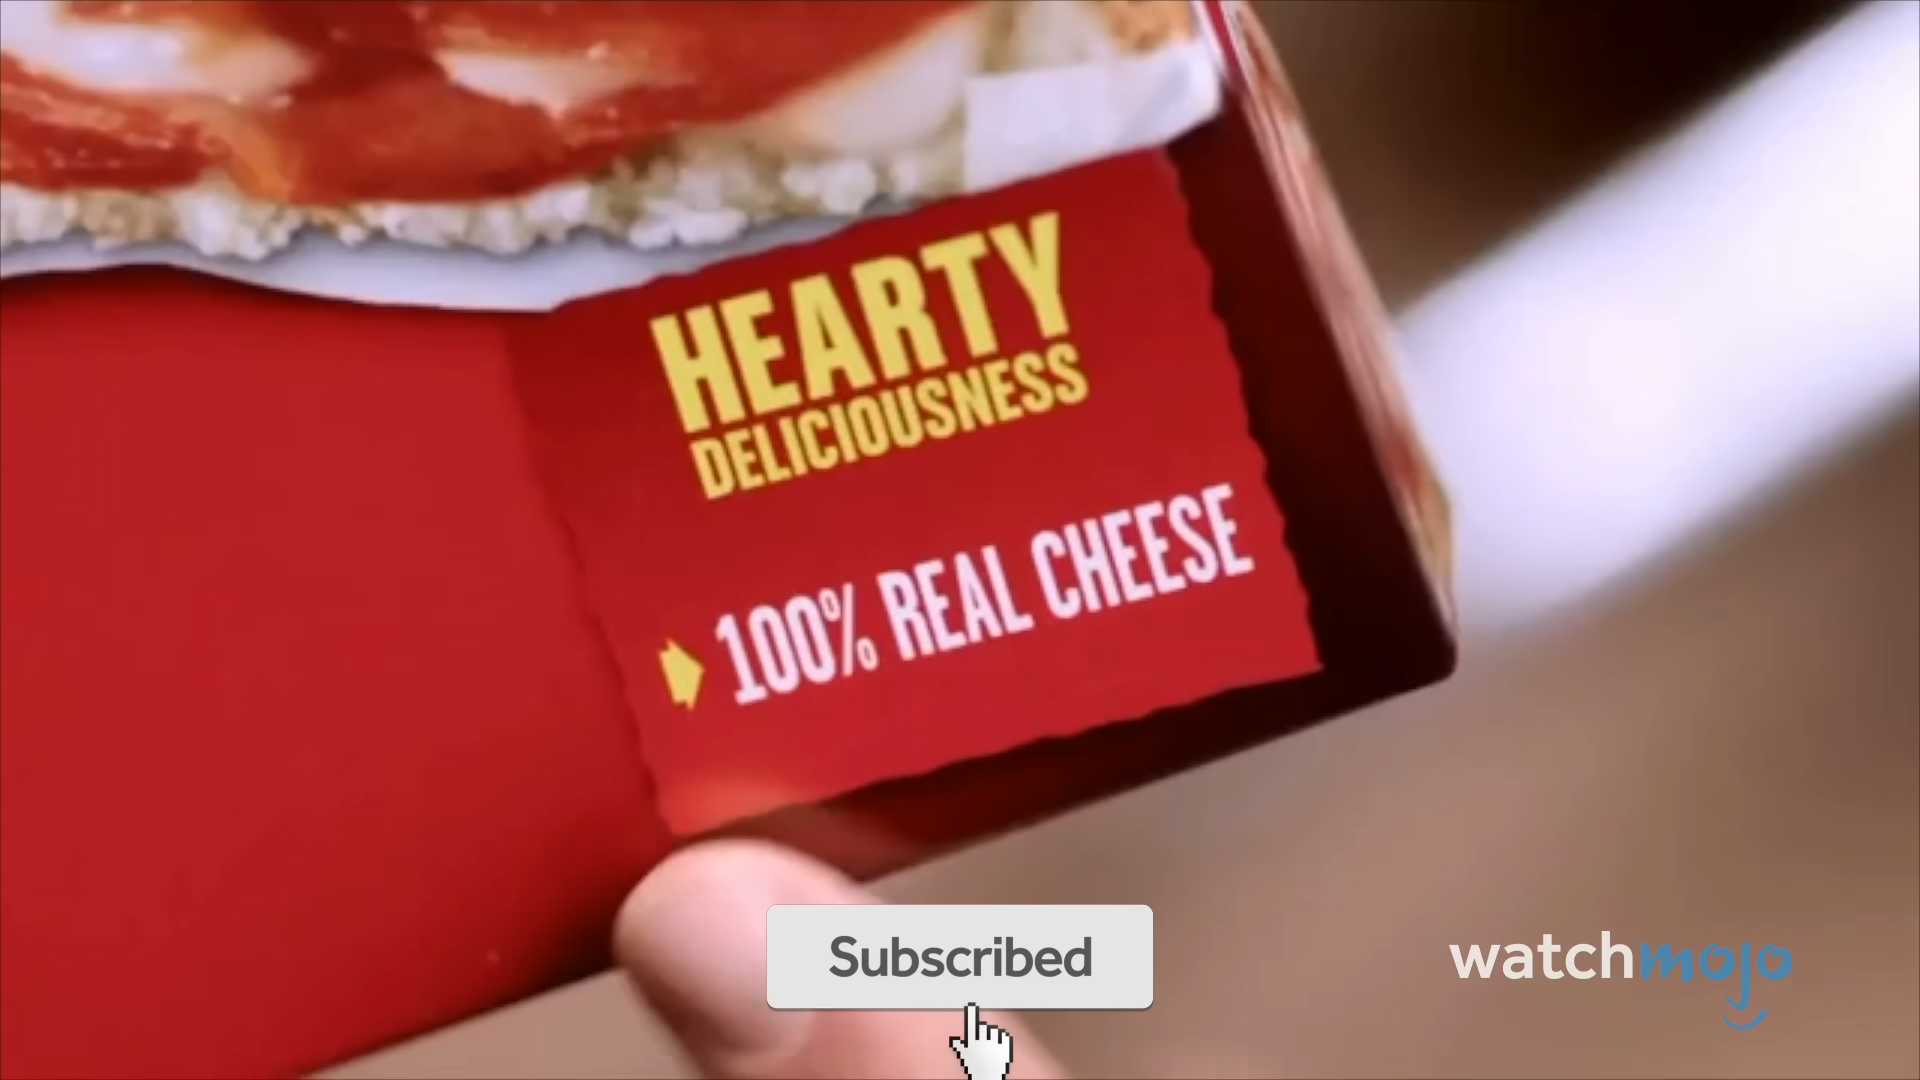 HEARTY
DELICIOUSNESS
100% REAL CHEESE
Subscribed
watchmojo